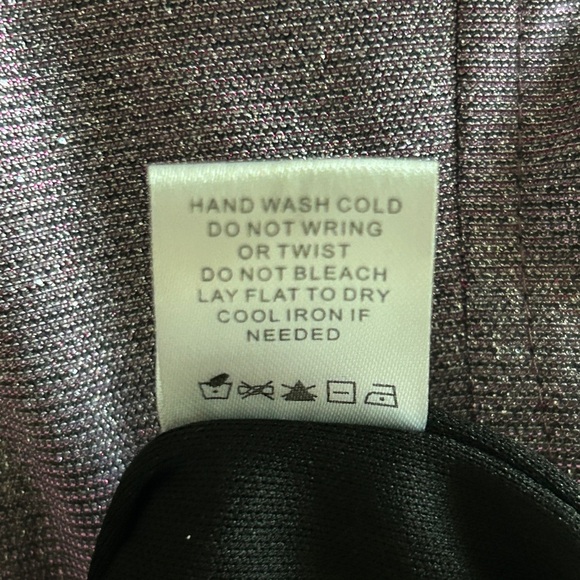 HAND WASH COLD
DO NOT WRING
OR TWIST
DO NOT BLEACH
LAY FLAT TO DRY
COOL IRON IF
NEEDED